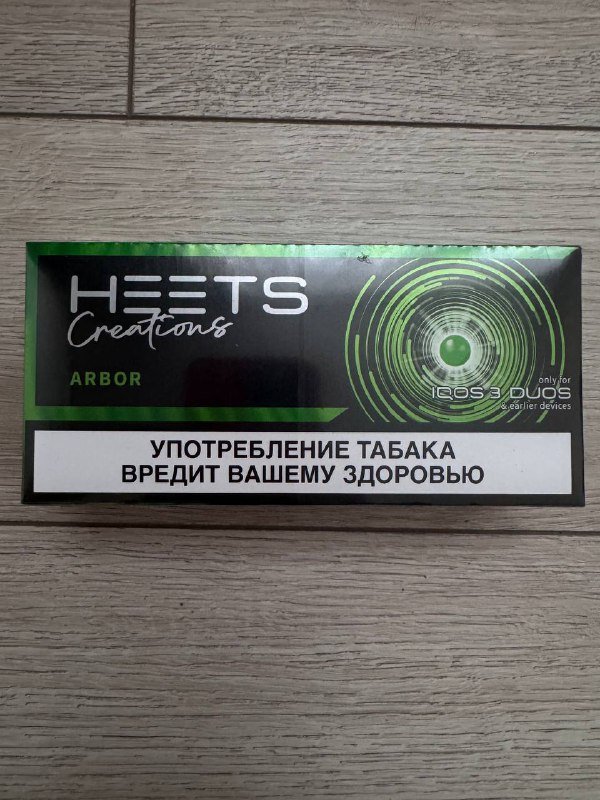 HEETS
Creations
ARBOR
only for
IQOS 3 DUOS
& earlier devices
УПОТРЕБЛЕНИЕ ТАБАКА
ВРЕДИТ ВАШЕМУ ЗДОРОВЬЮ